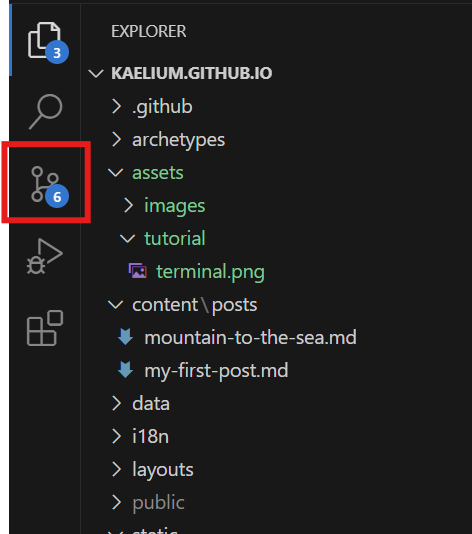 EXPLORER
3
KAELIUM.GITHUB.IO
.github
archetypes
assets
6
images
tutorial
terminal.png
content\posts
mountain-to-the-sea.md
my-first-post.md
data
i18n
layouts
public
static